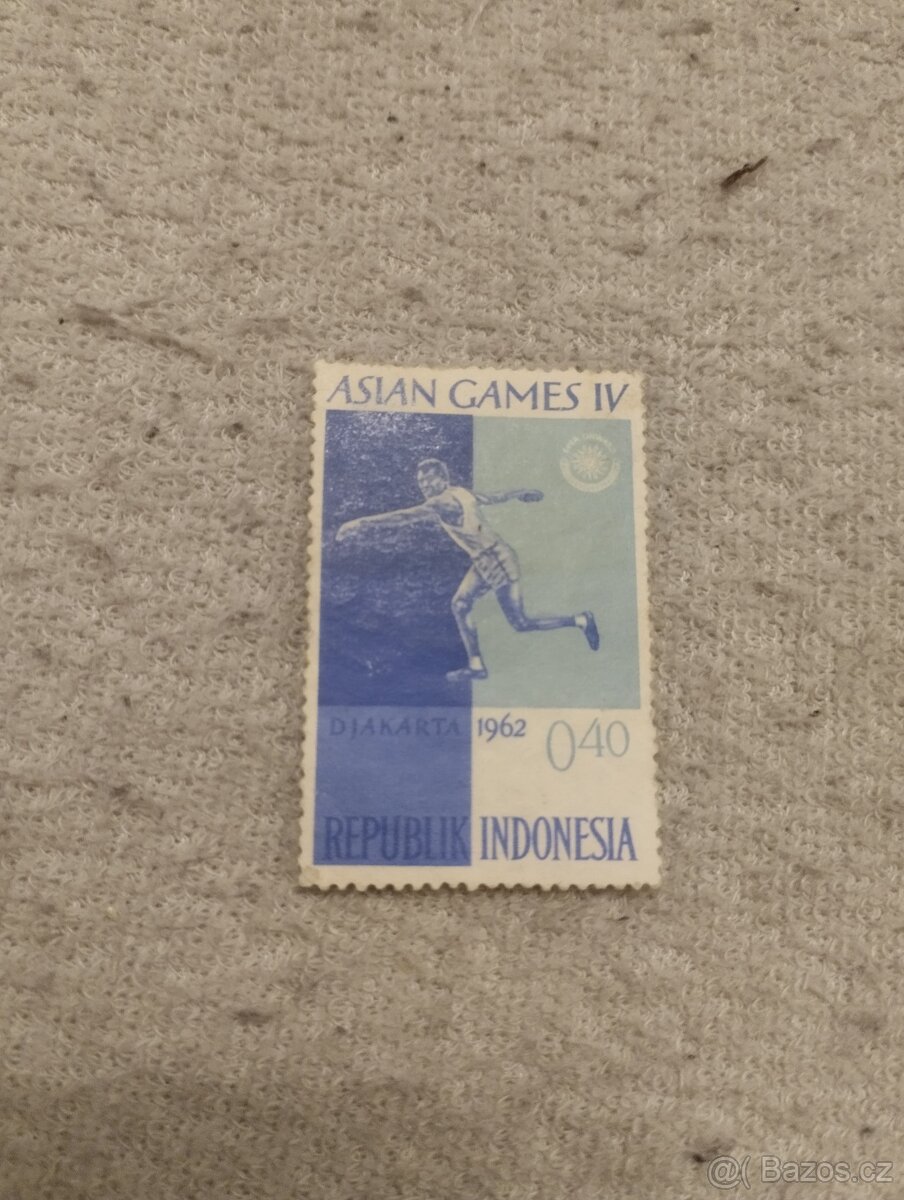 ASIAN GAMES IV
DJAKARTA 1962
0.40
REPUBLIK INDONESIA
@( Bazos.cz